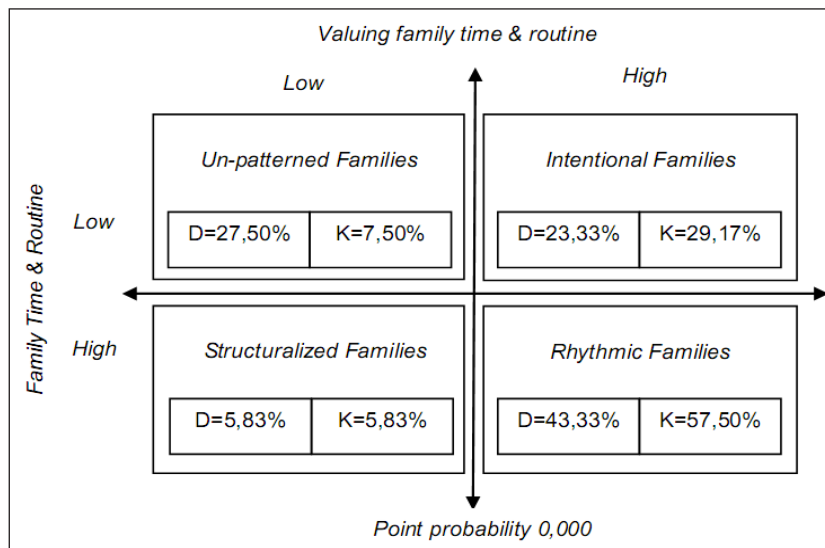 Valuing family time & routine
Low
High
Un-patterned Families
Intentional Families
Family Time & Routine
Low
D=27,50%
K=7,50%
D=23,33%
K=29,17%
High
Structuralized Families
Rhythmic Families
D=5,83%
K=5,83%
D=43,33%
K=57,50%
Point probability 0,000